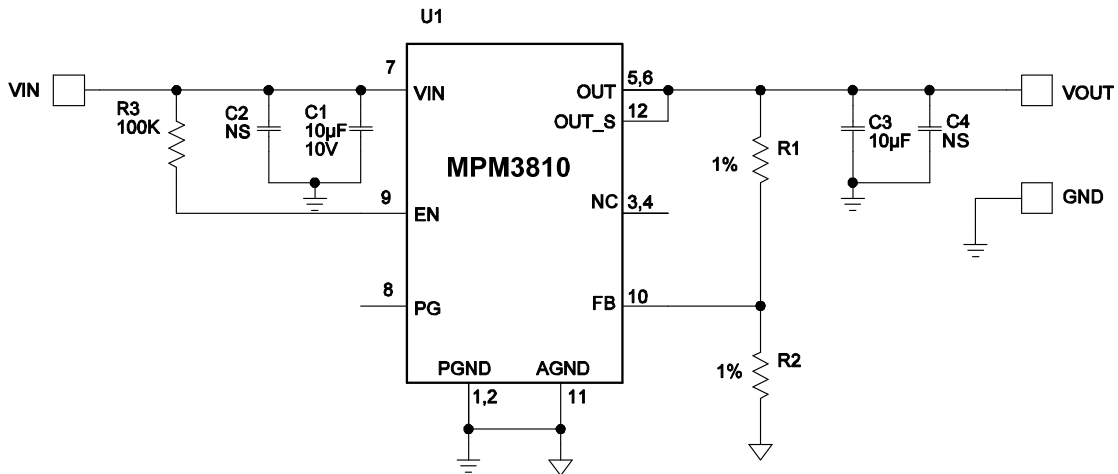 U1
VIN
7
VIN
5,6
OUT
VOUT
12
OUT_S
R3
100K
C2
NS
C1
10µF
10V
C3
10µF
C4
NS
1%
R1
MPM3810
9
EN
NC
3,4
GND
8
PG
FB
10
1%
R2
PGND
AGND
1,2
11